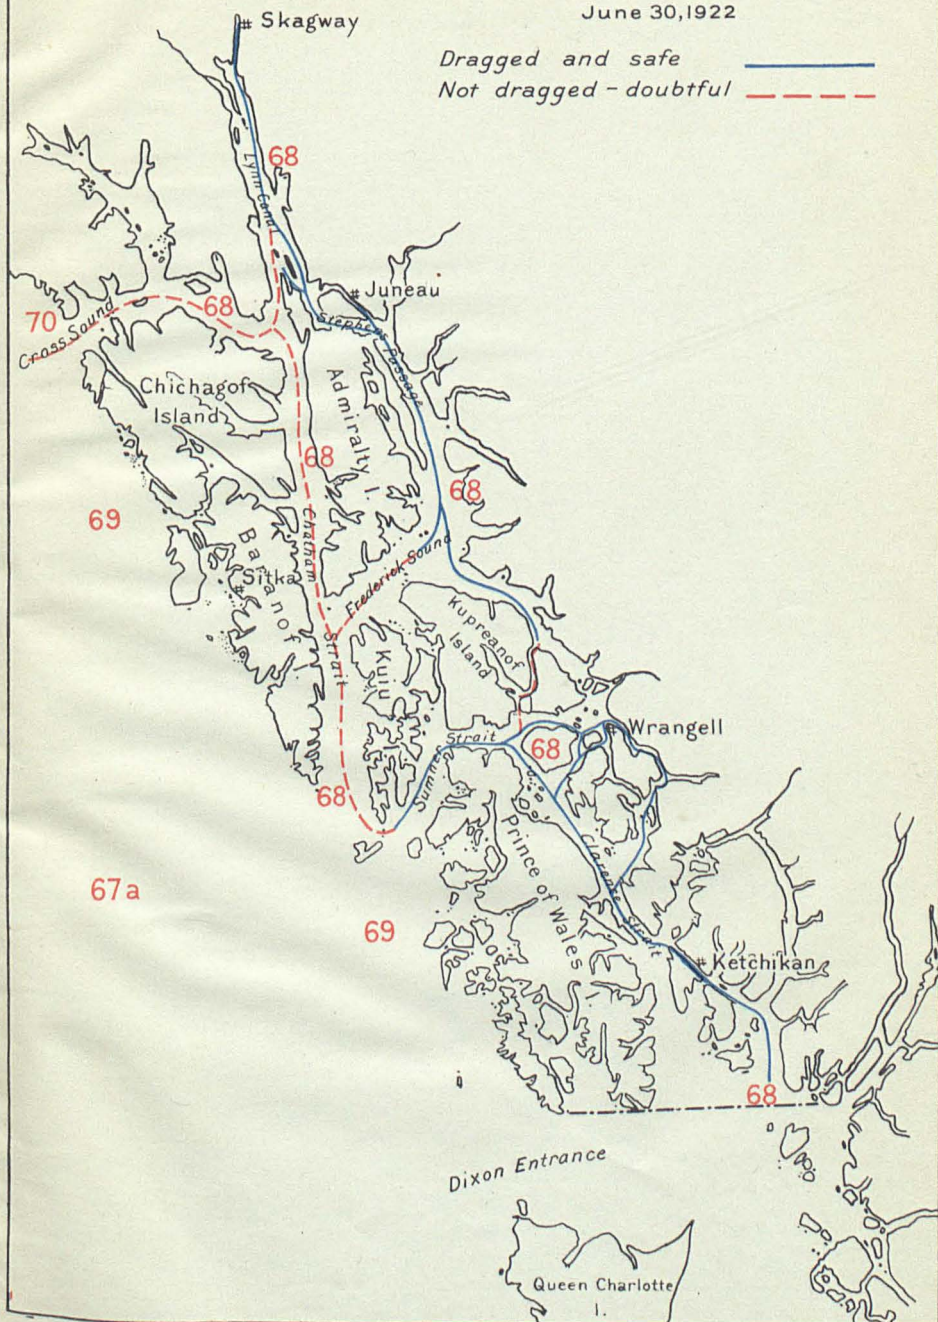 June 30, 1922
Dragged and safe
Not dragged - doubtful
Skagway
68
Lynn Canal
Juneau
70
Cross Sound
68
Stephens Passage
Chichagof
Island
Admiralty I.
68
68
69
Chatham
Strait
Baranof
Sitka
Frederick Sound
Kupreanof
Island
Kuiu
Wrangell
Sumner
Strait
68
68
Prince of Wales
Clarence Strait
67a
69
Ketchikan
68
Dixon Entrance
Queen Charlotte
I.